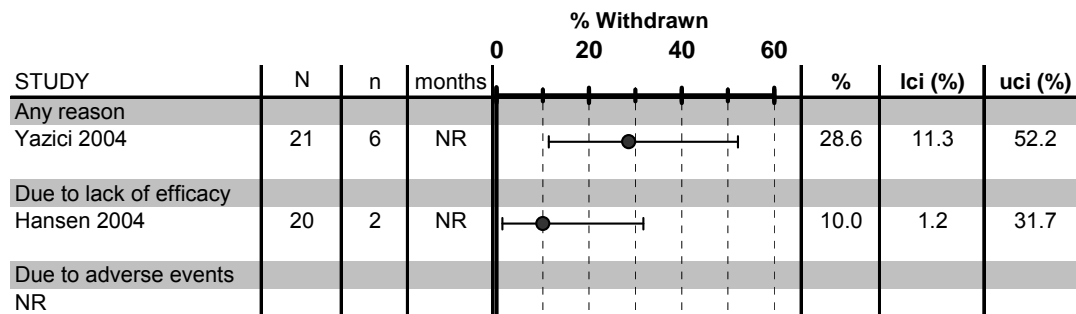 % Withdrawn
0 20 40 60
STUDY N n months % lci (%) uci (%)
Any reason
Yazici 2004 21 6 NR 28.6 11.3 52.2
Due to lack of efficacy
Hansen 2004 20 2 NR 10.0 1.2 31.7
Due to adverse events
NR